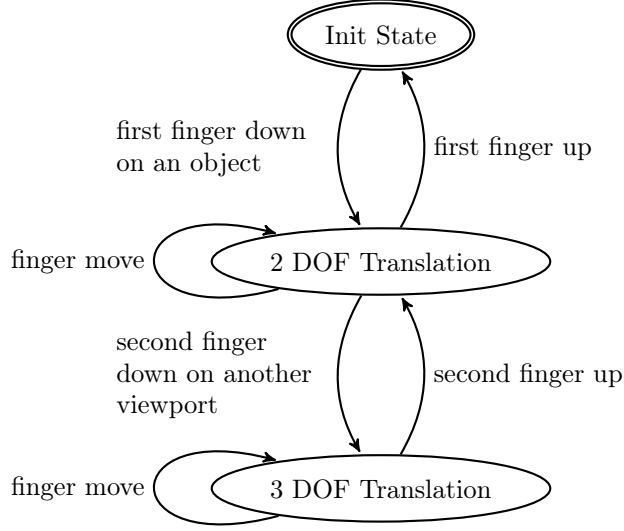 Init State
first finger down
on an object
first finger up
finger move
2 DOF Translation
second finger
down on another
viewport
second finger up
finger move
3 DOF Translation